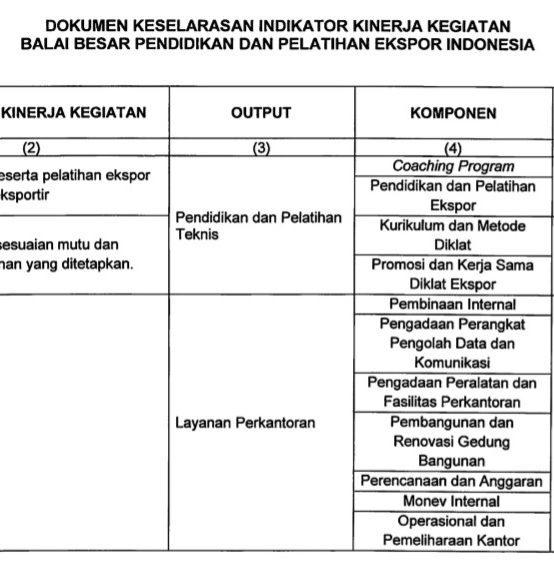 DOKUMEN KESELARASAN INDIKATOR KINERJA KEGIATAN
BALAI BESAR PENDIDIKAN DAN PELATIHAN EKSPOR INDONESIA
KINERJA KEGIATAN
OUTPUT
KOMPONEN
(2)
(3)
(4)
eserta pelatihan ekspor
ksportir
esuaian mutu dan
nan yang ditetapkan.
Pendidikan dan Pelatihan
Teknis
Coaching Program
Pendidikan dan Pelatihan
Ekspor
Kurikulum dan Metode
Diklat
Promosi dan Kerja Sama
Diklat Ekspor
Layanan Perkantoran
Pembinaan Internal
Pengadaan Perangkat
Pengolah Data dan
Komunikasi
Pengadaan Peralatan dan
Fasilitas Perkantoran
Pembangunan dan
Renovasi Gedung
Bangunan
Perencanaan dan Anggaran
Monev Internal
Operasional dan
Pemeliharaan Kantor